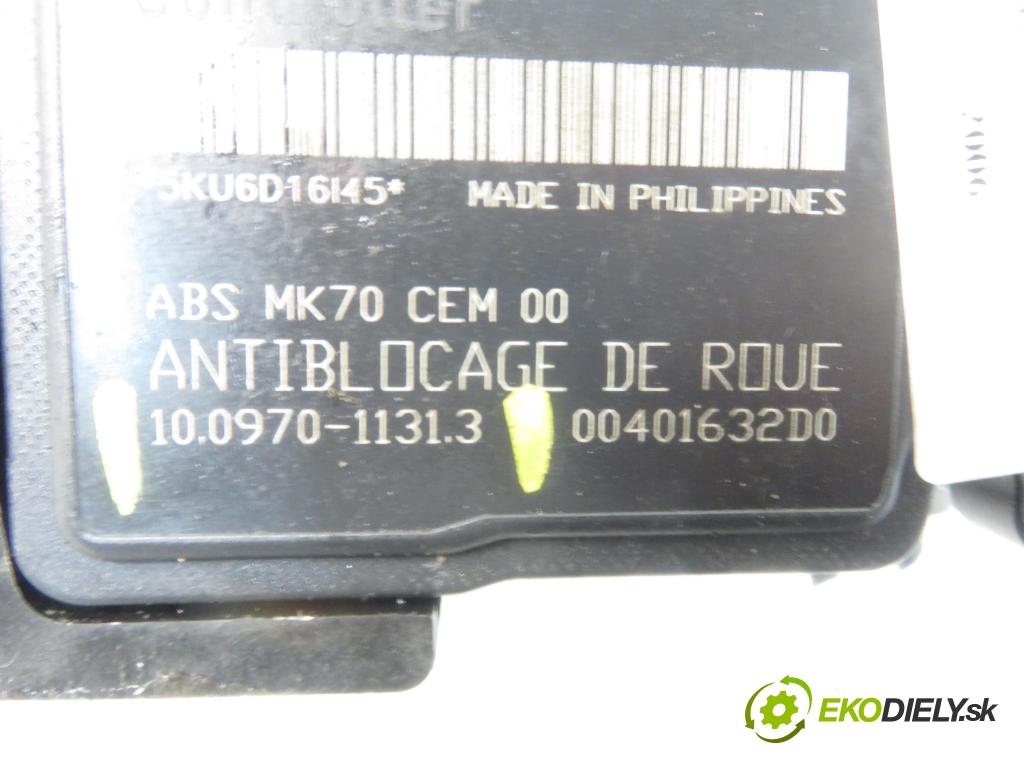 5KU6D16I45* MADE IN PHILIPPINES
ABS MK70 CEM 00
ANTIBLOCAGE DE ROUE
10.0970-1131.3 00401632D0
EKODIELY.sk